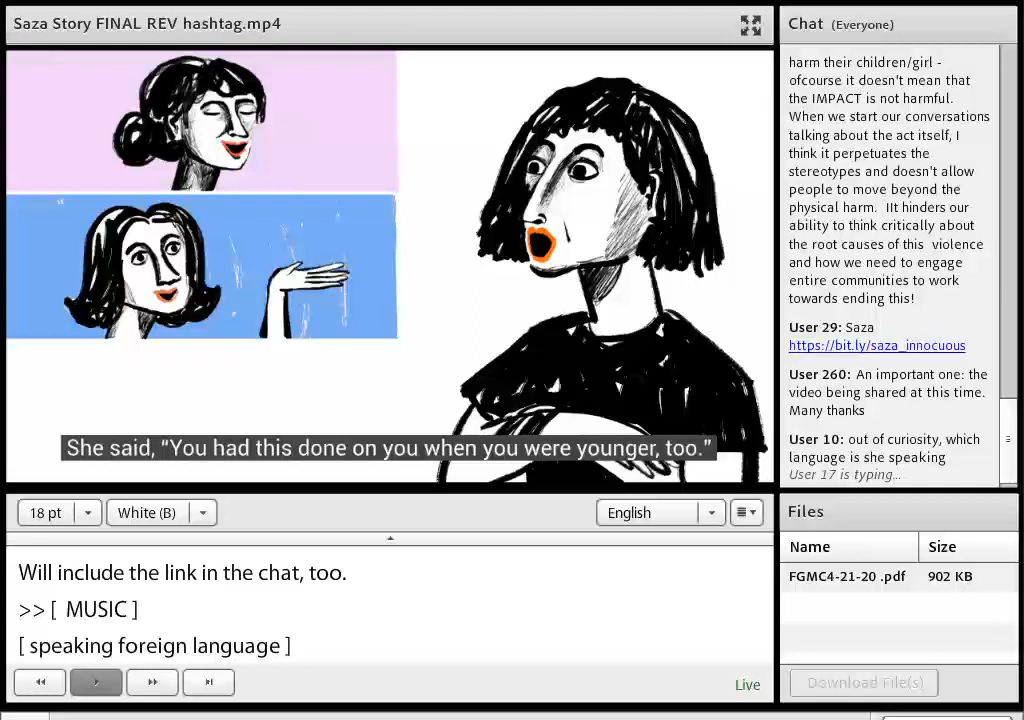 Saza Story FINAL REV hashtag.mp4
She said, “You had this done on you when you were younger, too.”
18 pt
White (B)
English
Will include the link in the chat, too.
>> [  MUSIC ]
[ speaking foreign language ]
Live
Chat (Everyone)
harm their children/girl -
ofcourse it doesn't mean that
the IMPACT is not harmful.
When we start our conversations
talking about the act itself, I
think it perpetuates the
stereotypes and doesn't allow
people to move beyond the
physical harm.  IIt hinders our
ability to think critically about
the root causes of this  violence
and how we need to engage
entire communities to work
towards ending this!
User 29: Saza
https://bit.ly/saza_innocuous
User 260: An important one: the
video being shared at this time.
Many thanks
User 10: out of curiosity, which
language is she speaking
User 17 is typing...
Files
Name Size
FGMC4-21-20 .pdf 902 KB
Download File(s)